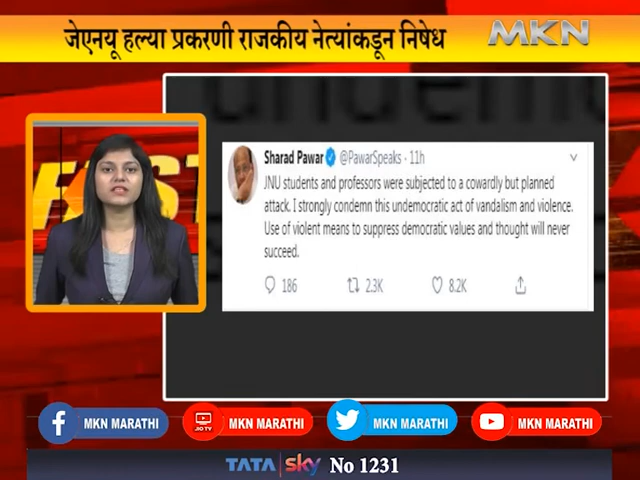 जेएनयू हल्या प्रकरणी राजकीय नेत्यांकडून निषेध
MKN
FAST
Sharad Pawar @PawarSpeaks · 11h
JNU students and professors were subjected to a cowardly but planned
attack. I strongly condemn this undemocratic act of vandalism and violence.
Use of violent means to suppress democratic values and thought will never
succeed.
186 2.3K 8.2K
MKN MARATHI
JIO TV MKN MARATHI
MKN MARATHI
MKN MARATHI
TATA sky No 1231